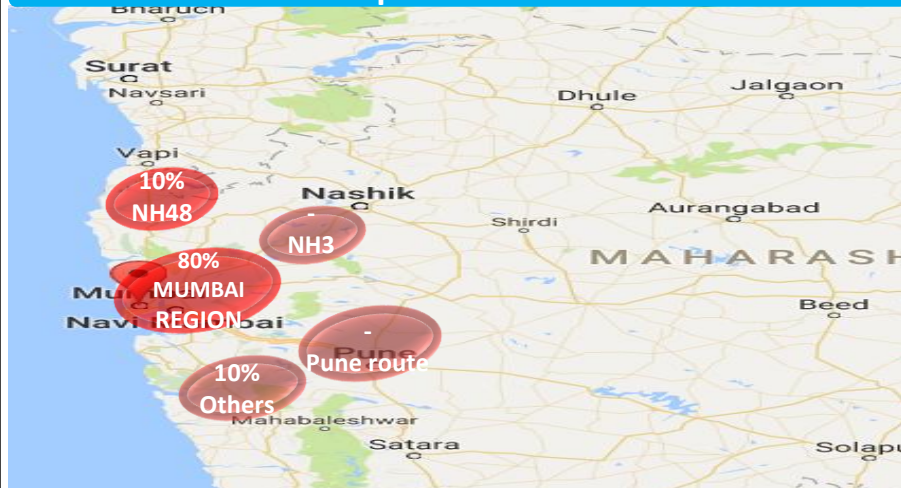 Bharuch
Surat
Navsari
Dhule
Jalgaon
Vapi
10%
NH48
Nashik
-
NH3
Shirdi
Aurangabad
MAHARASH
80%
MUMBAI
REGION
Beed
-
Pune
Pune route
10%
Others
Mahabaleshwar
Satara
Solapu